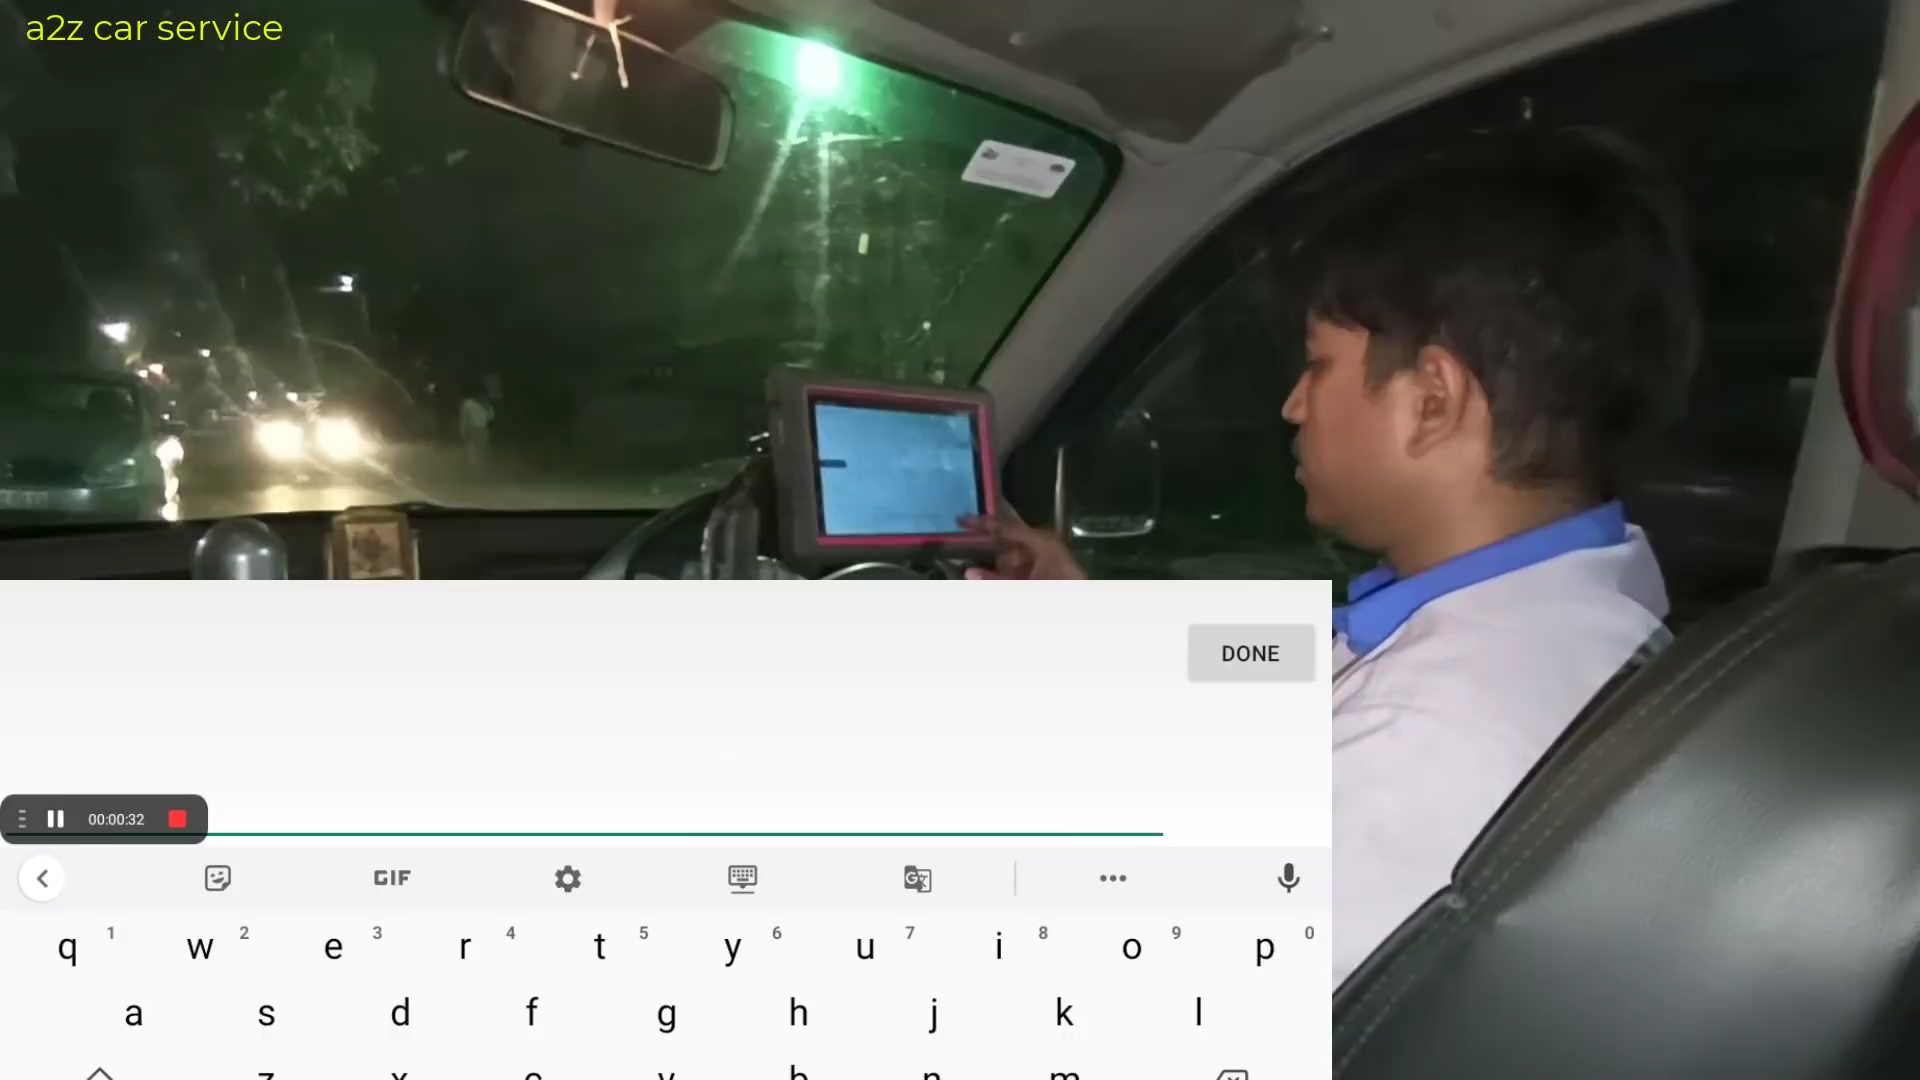 a2z car service
DONE
00:00:32
GIF
q 1 w 2 e 3 r 4 t 5 y 6 u 7 i 8 o 9 p 0
a s d f g h j k l
z x c v b n m